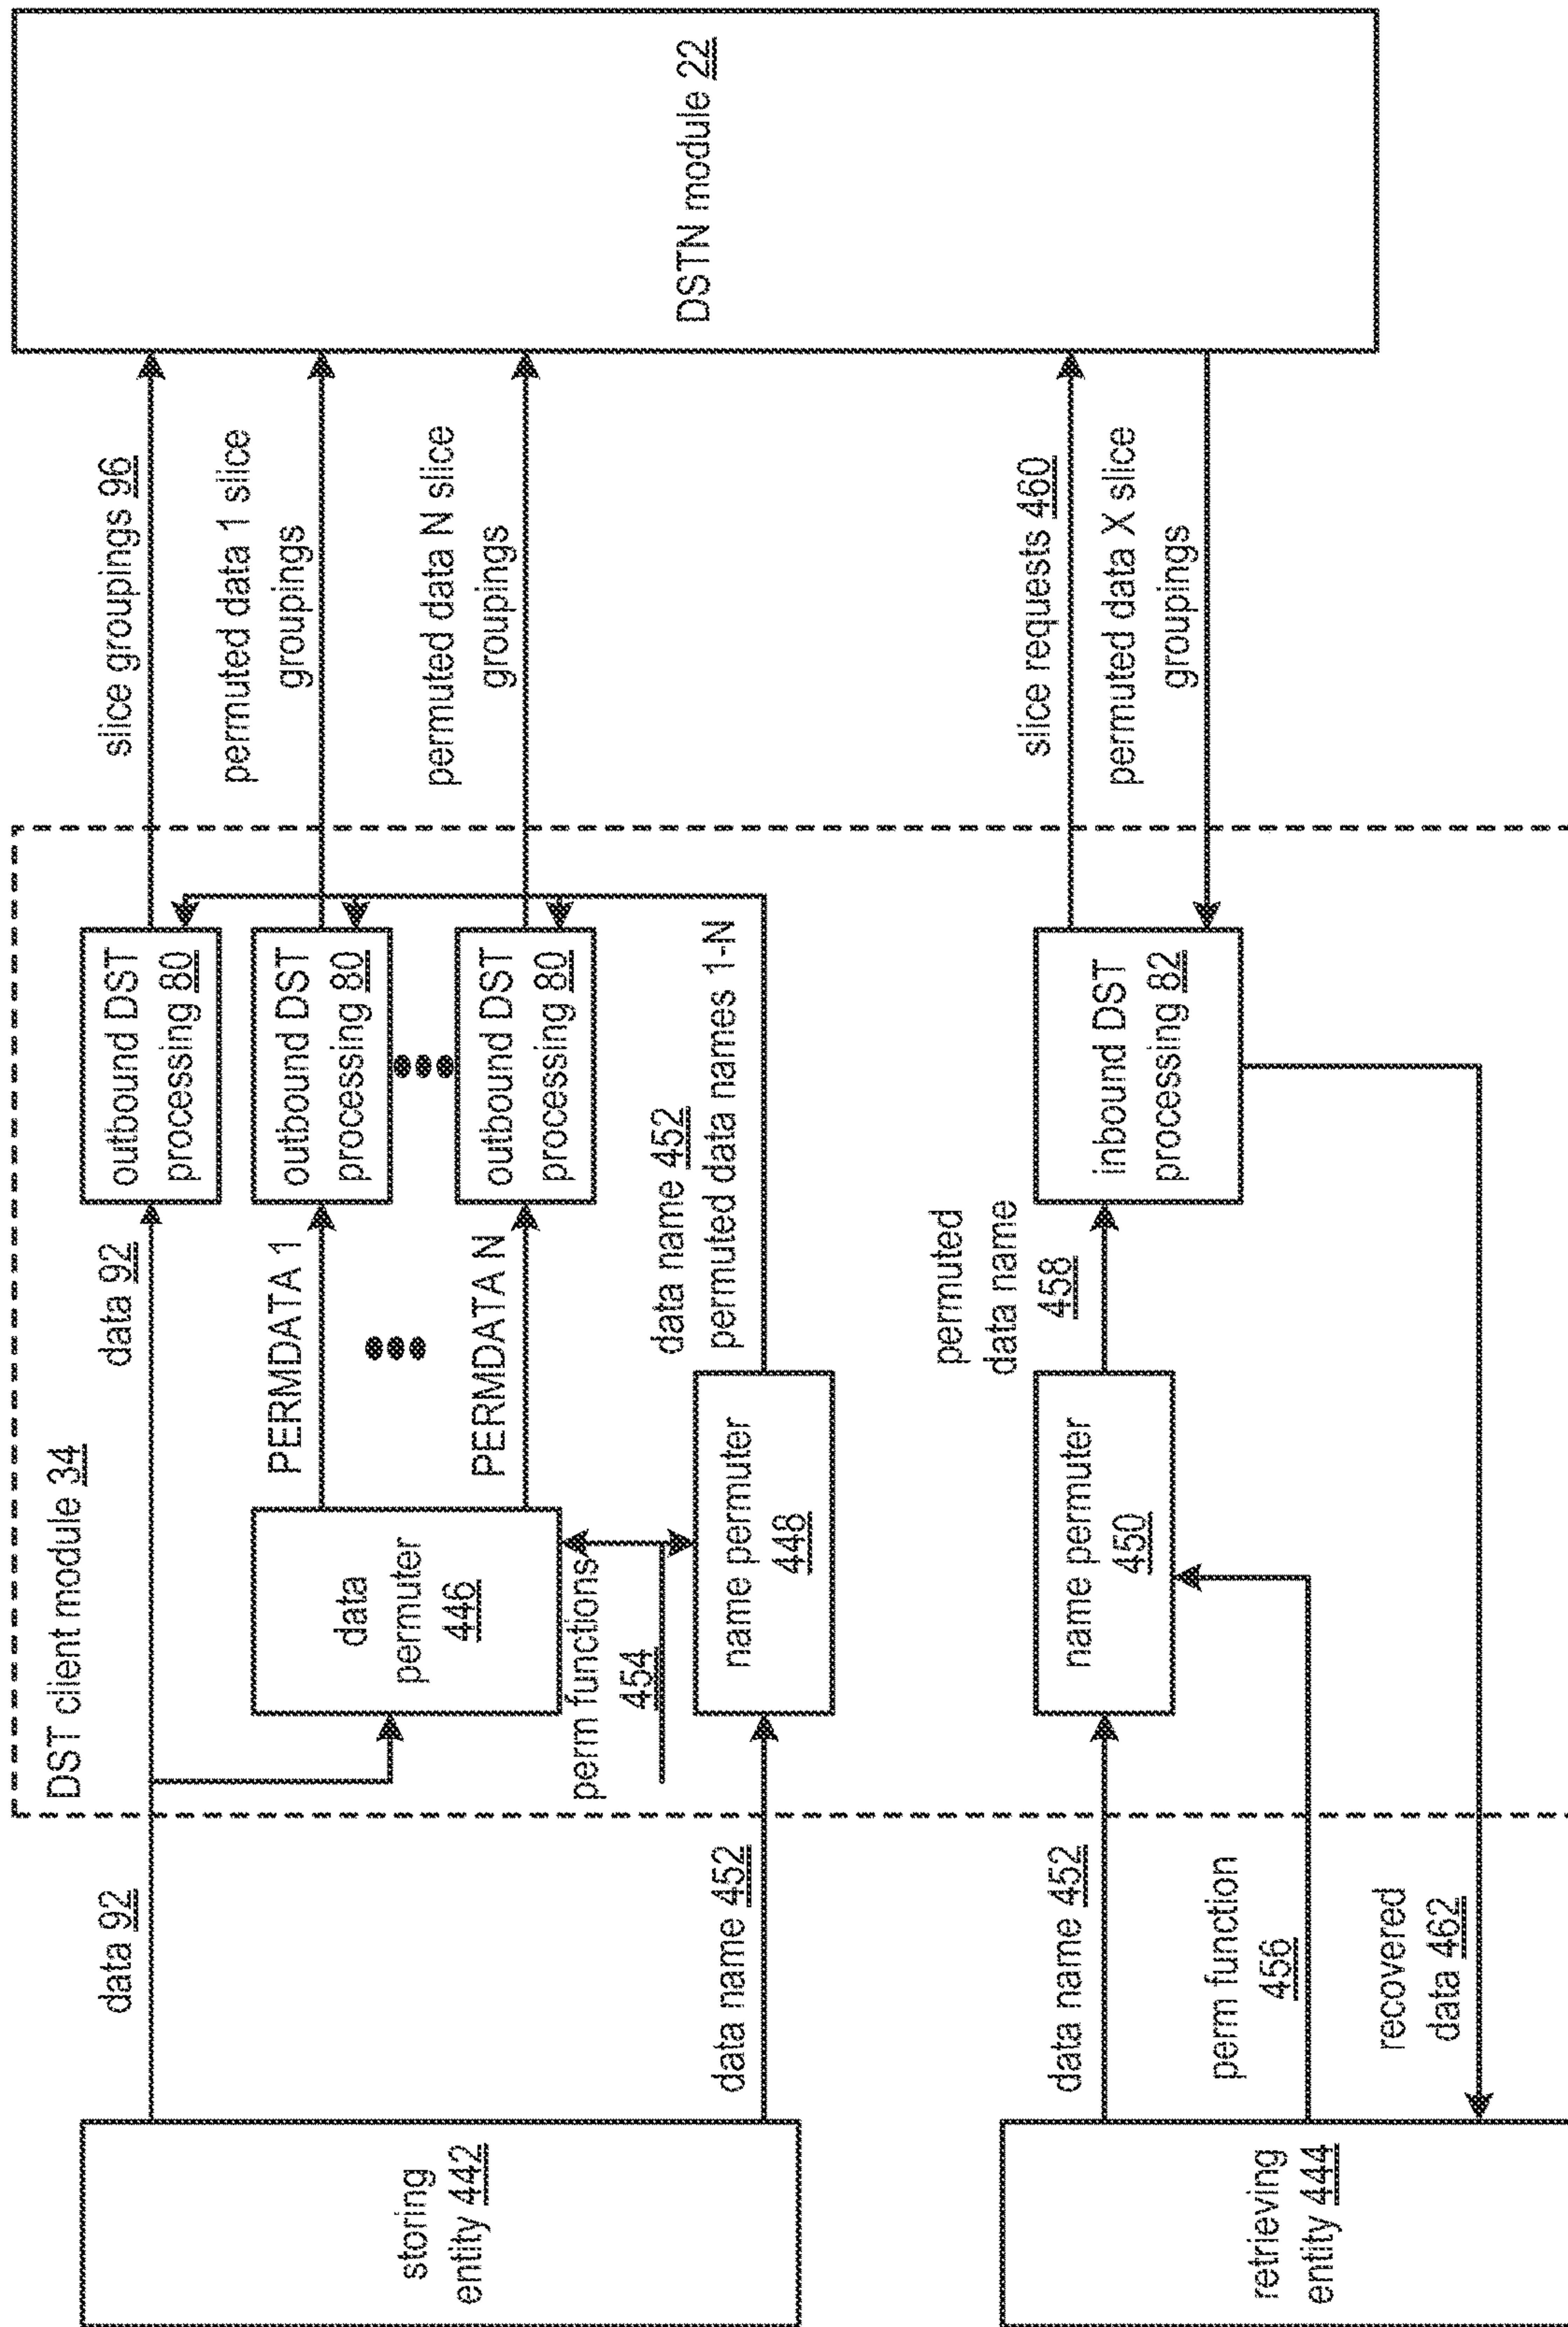 storing
entity 442
data 92
data name 452
DST client module 34
data 92
data
permuter
446
PERMDATA 1
PERMDATA N
perm functions
454
name permuter
448
data name 452
permuted data names 1-N
outbound DST
processing 80
outbound DST
processing 80
outbound DST
processing 80
slice groupings 96
permuted data 1 slice
groupings
permuted data N slice
groupings
DSTN module 22
retrieving
entity 444
data name 452
perm function
456
recovered
data 462
name permuter
450
permuted
data name
458
inbound DST
processing 82
slice requests 460
permuted data X slice
groupings